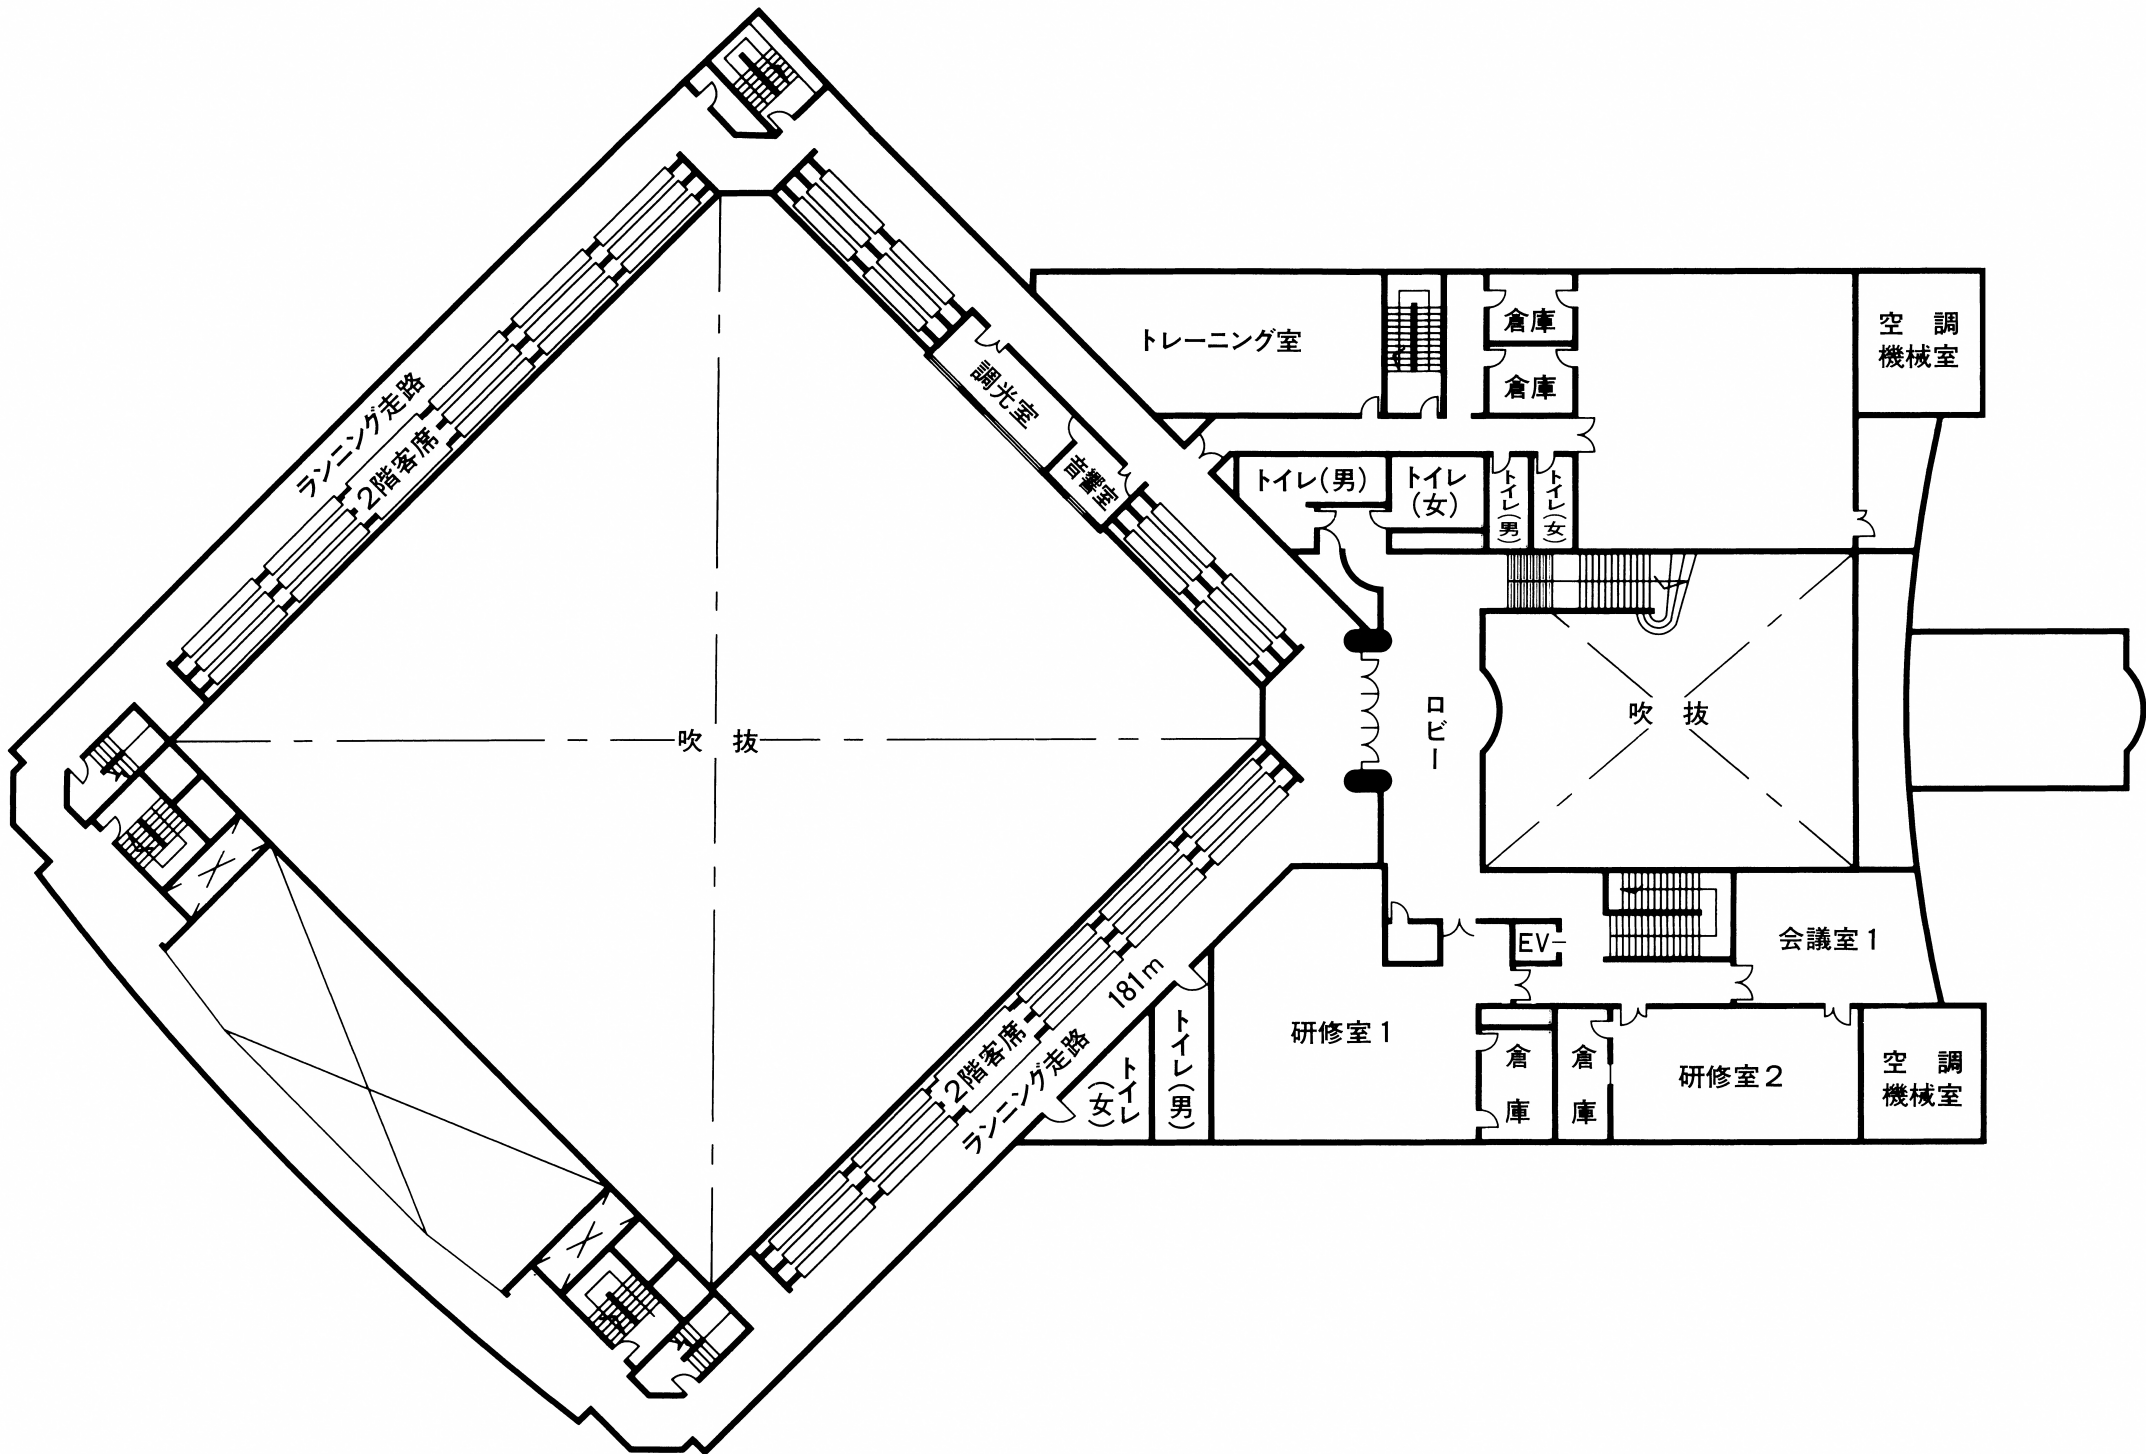 ランニング走路
2階客席
吹　抜
調光室
音響室
トレーニング室
倉庫
倉庫
空　調
機械室
トイレ(男)
トイレ
(女)
トイレ(男)
トイレ(女)
ロビー
吹　抜
EV
会議室1
研修室1
倉庫
倉庫
研修室2
空　調
機械室
2階客席
ランニング走路　181m
トイレ
(女)
トイレ(男)